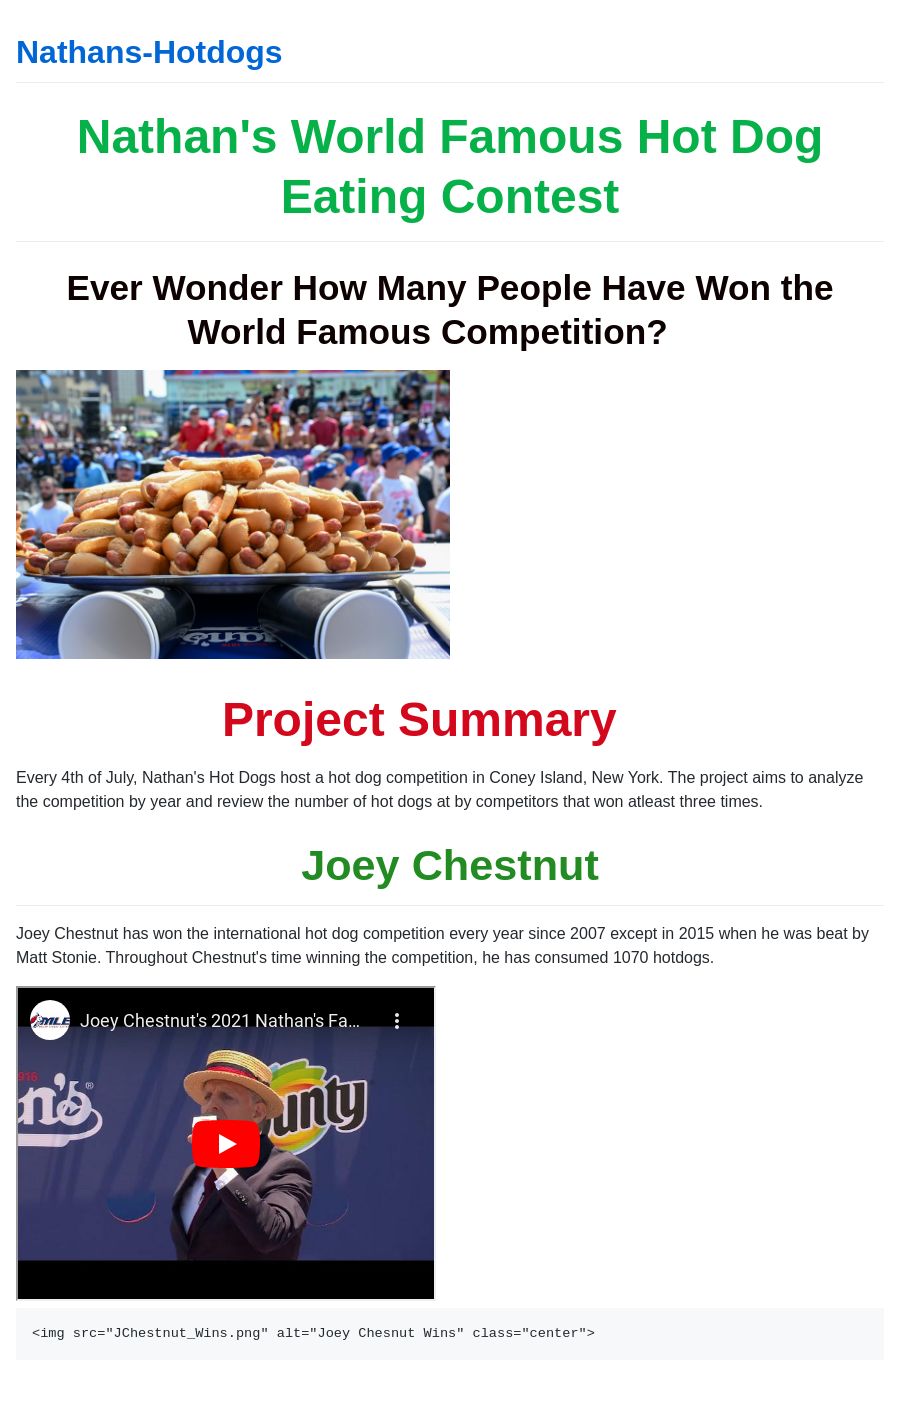 Nathans-Hotdogs
Nathan's World Famous Hot Dog
Eating Contest
Ever Wonder How Many People Have Won the
World Famous Competition?
Project Summary
Every 4th of July, Nathan's Hot Dogs host a hot dog competition in Coney Island, New York. The project aims to analyze
the competition by year and review the number of hot dogs at by competitors that won atleast three times.
Joey Chestnut
Joey Chestnut has won the international hot dog competition every year since 2007 except in 2015 when he was beat by
Matt Stonie. Throughout Chestnut's time winning the competition, he has consumed 1070 hotdogs.
MLE
Joey Chestnut's 2021 Nathan's Fa...
916
an's®
ounty
<img src="JChestnut_Wins.png" alt="Joey Chesnut Wins" class="center">